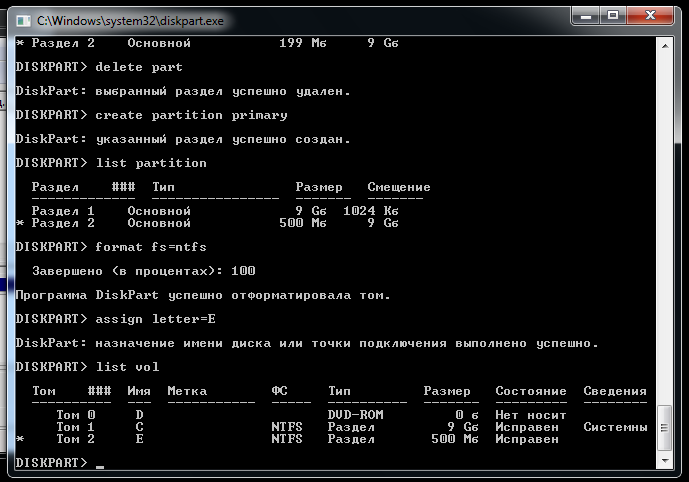 C:\Windows\system32\diskpart.exe
* Раздел 2    Основной           199 Mб     9 Gб
DISKPART> delete part
DiskPart: выбранный раздел успешно удален.
DISKPART> create partition primary
DiskPart: указанный раздел успешно создан.
DISKPART> list partition
Раздел    ###  Тип               Размер   Смещение
-------------  ----------------  -------  --------
Раздел 1    Основной             9 Gб  1024 Kб
* Раздел 2    Основной           500 Mб     9 Gб
DISKPART> format fs=ntfs
Завершено (в процентах): 100
Программа DiskPart успешно отформатировала том.
DISKPART> assign letter=E
DiskPart: назначение имени диска или точки подключения выполнено успешно.
DISKPART> list vol
Том    ###  Имя  Метка        ФС     Тип         Размер   Состояние  Сведения
----------  ---  -----------  -----  ----------  -------  ---------  --------
Том 0     D                       DVD-ROM         0 б  Нет носит
Том 1     C                NTFS   Раздел          9 Gб  Исправен   Системны
* Том 2     E                NTFS   Раздел        500 Mб  Исправен
DISKPART> _